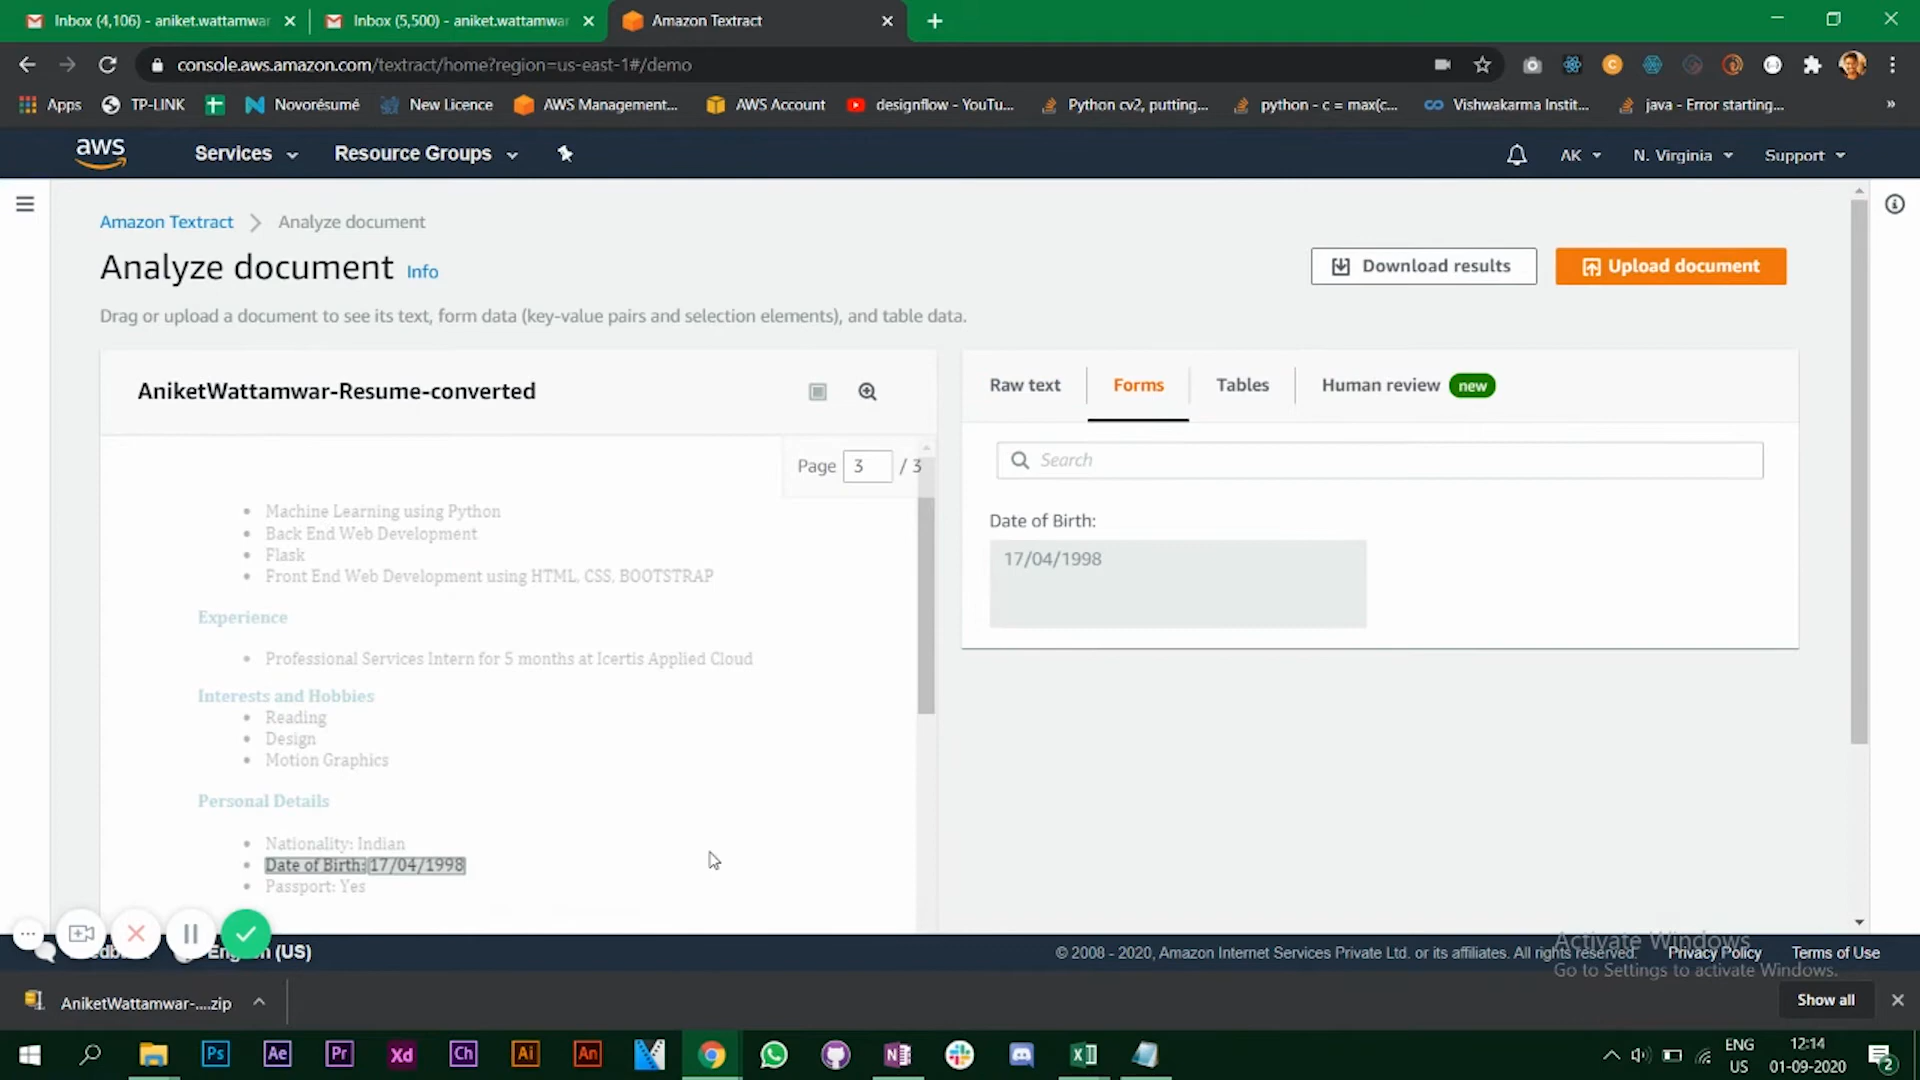 Inbox (4,106) - aniket.wattamwar
Inbox (5,500) - aniket.wattamwar
Amazon Textract
console.aws.amazon.com/textract/home?region=us-east-1#/demo
Apps
TP-LINK
Novorésumé
New Licence
AWS Management...
AWS Account
designflow - YouTu...
Python cv2, putting...
python - c = max(c...
Vishwakarma Instit...
java - Error starting...
»
aws
Services
Resource Groups
AK
N. Virginia
Support
Amazon Textract
Analyze document
Analyze document Info
Download results
Upload document
Drag or upload a document to see its text, form data (key-value pairs and selection elements), and table data.
AniketWattamwar-Resume-converted
Page 3 / 3
• Machine Learning using Python
• Back End Web Development
• Flask
• Front End Web Development using HTML, CSS, BOOTSTRAP
Experience
• Professional Services Intern for 5 months at Icertis Applied Cloud
Interests and Hobbies
• Reading
• Design
• Motion Graphics
Personal Details
• Nationality: Indian
• Date of Birth: 17/04/1998
• Passport: Yes
Raw text
Forms
Tables
Human review new
Search
Date of Birth:
17/04/1998
(US)
© 2008 - 2020, Amazon Internet Services Private Ltd. or its affiliates. All rights reserved.
Privacy Policy
Terms of Use
Activate Windows
Go to Settings to activate Windows.
AniketWattamwar-....zip
Show all
Ps
Ae
Pr
Xd
Ch
Ai
An
ENG
US
12:14
01-09-2020
2